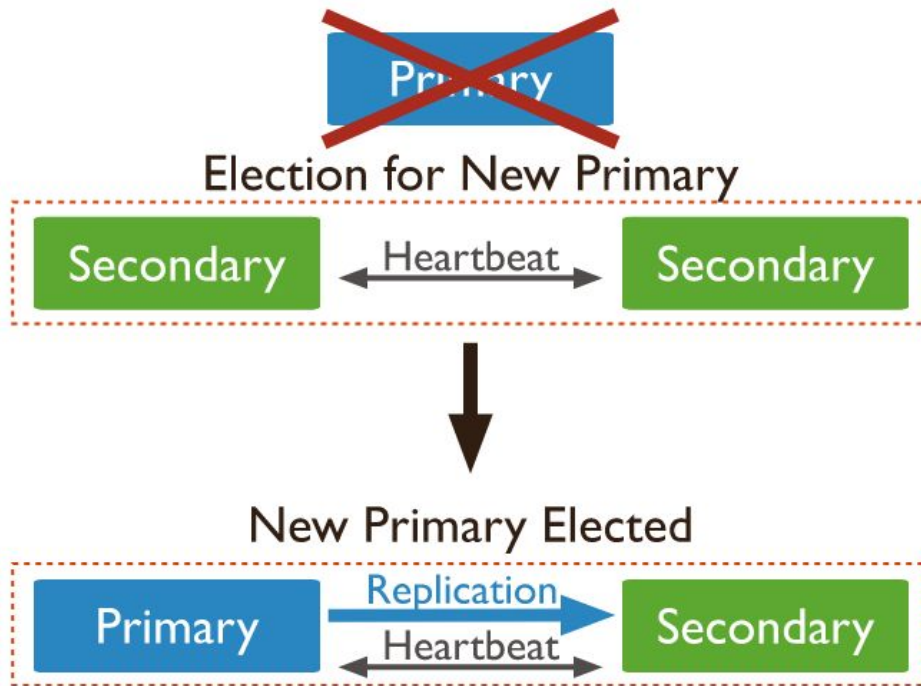 Primary
Election for New Primary
Secondary Heartbeat Secondary
New Primary Elected
Replication
Primary Secondary
Heartbeat